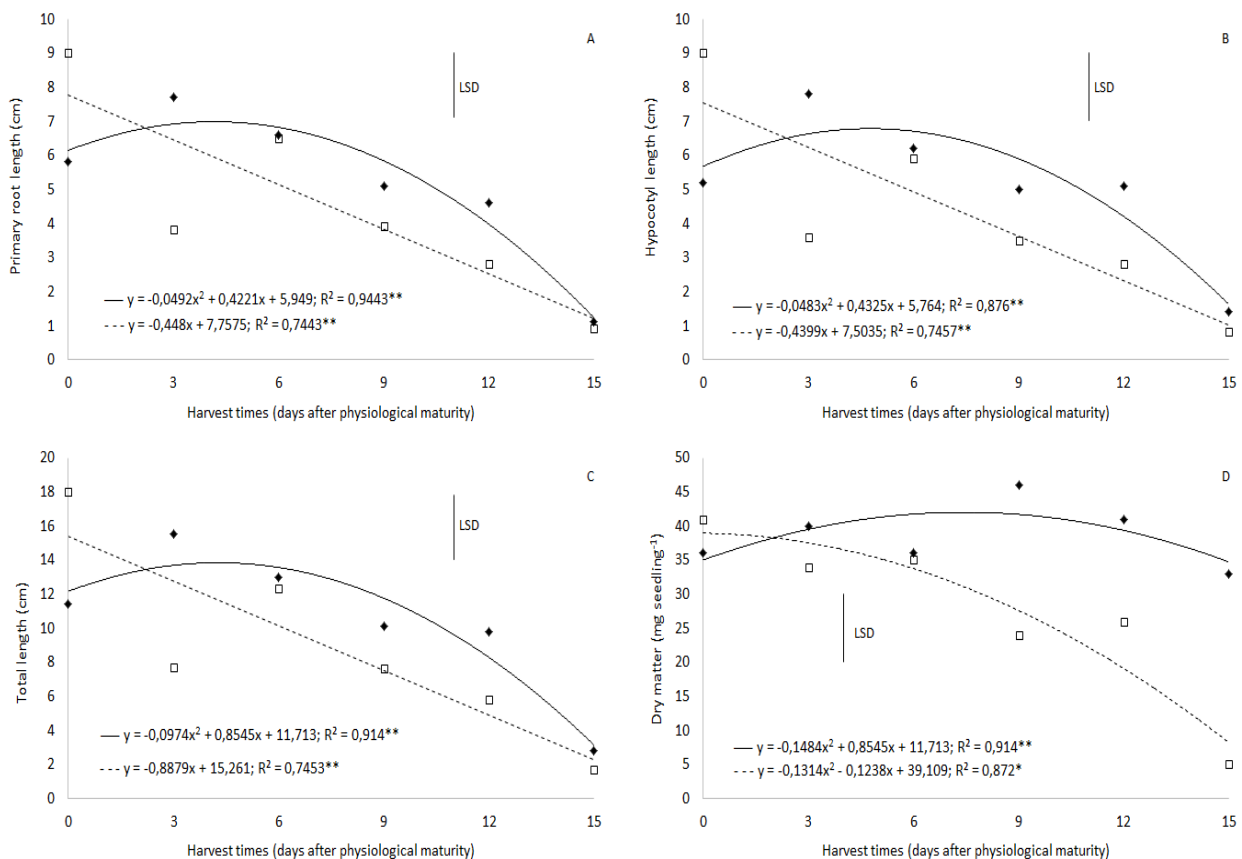 A
Primary root length (cm)
10
9
8
7
6
5
4
3
2
1
0
LSD
y = -0,0492x² + 0,4221x + 5,949; R² = 0,9443**
y = -0,448x + 7,7575; R² = 0,7443**
0 3 6 9 12 15
Harvest times (days after physiological maturity)
B
Hypocotyl length (cm)
10
9
8
7
6
5
4
3
2
1
0
LSD
y = -0,0483x² + 0,4325x + 5,764; R² = 0,876**
y = -0,4399x + 7,5035; R² = 0,7457**
0 3 6 9 12 15
Harvest times (days after physiological maturity)
C
Total length (cm)
20
18
16
14
12
10
8
6
4
2
0
LSD
y = -0,0974x² + 0,8545x + 11,713; R² = 0,914**
y = -0,8879x + 15,261; R² = 0,7453**
0 3 6 9 12 15
Harvest times (days after physiological maturity)
D
Dry matter (mg seedling⁻¹)
50
45
40
35
30
25
20
15
10
5
0
LSD
y = -0,1484x² + 0,8545x + 11,713; R² = 0,914**
y = -0,1314x² - 0,1238x + 39,109; R² = 0,872*
0 3 6 9 12 15
Harvest times (days after physiological maturity)